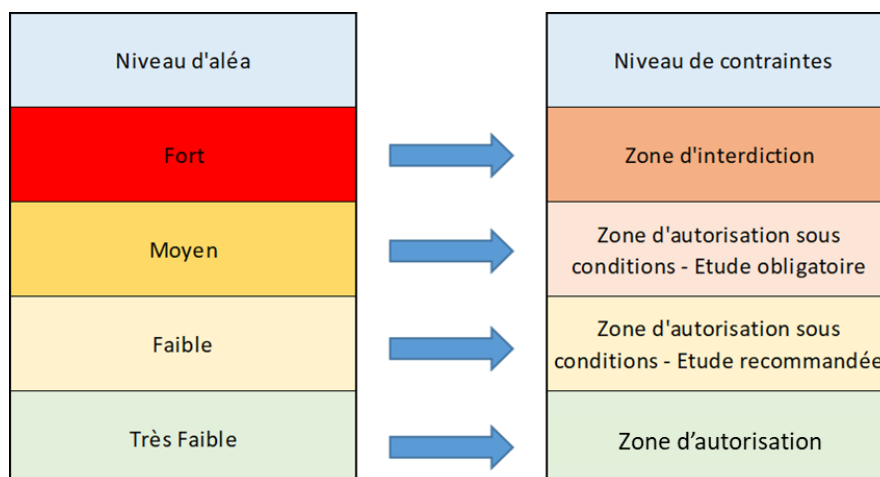 Niveau d'aléa
Niveau de contraintes
Fort
Zone d'interdiction
Moyen
Zone d'autorisation sous
conditions - Etude obligatoire
Faible
Zone d'autorisation sous
conditions - Etude recommandée
Très Faible
Zone d’autorisation